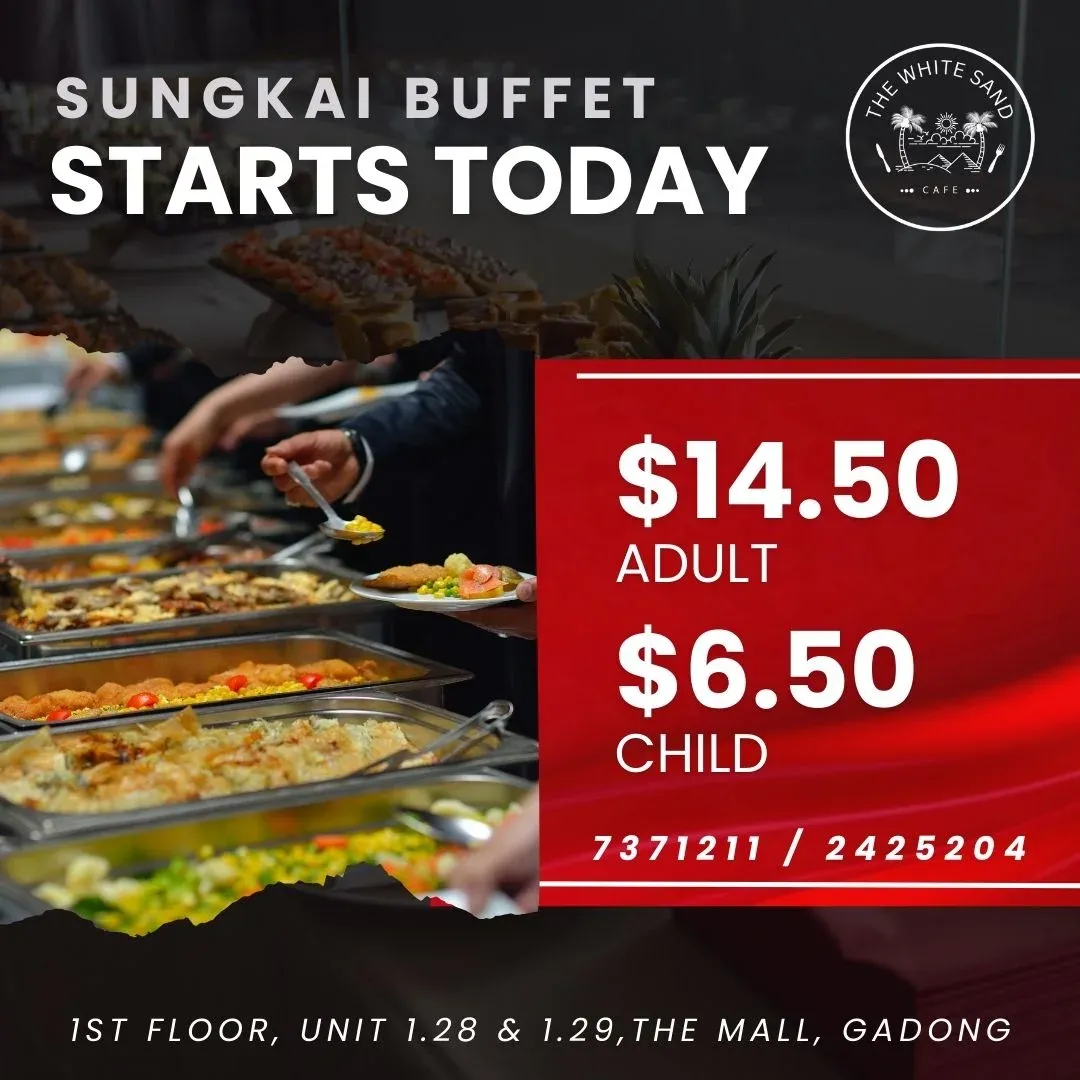 SUNGKAI BUFFET
STARTS TODAY
THE WHITE SAND
CAFE
$14.50
ADULT
$6.50
CHILD
7371211 / 2425204
1ST FLOOR, UNIT 1.28 & 1.29,THE MALL, GADONG